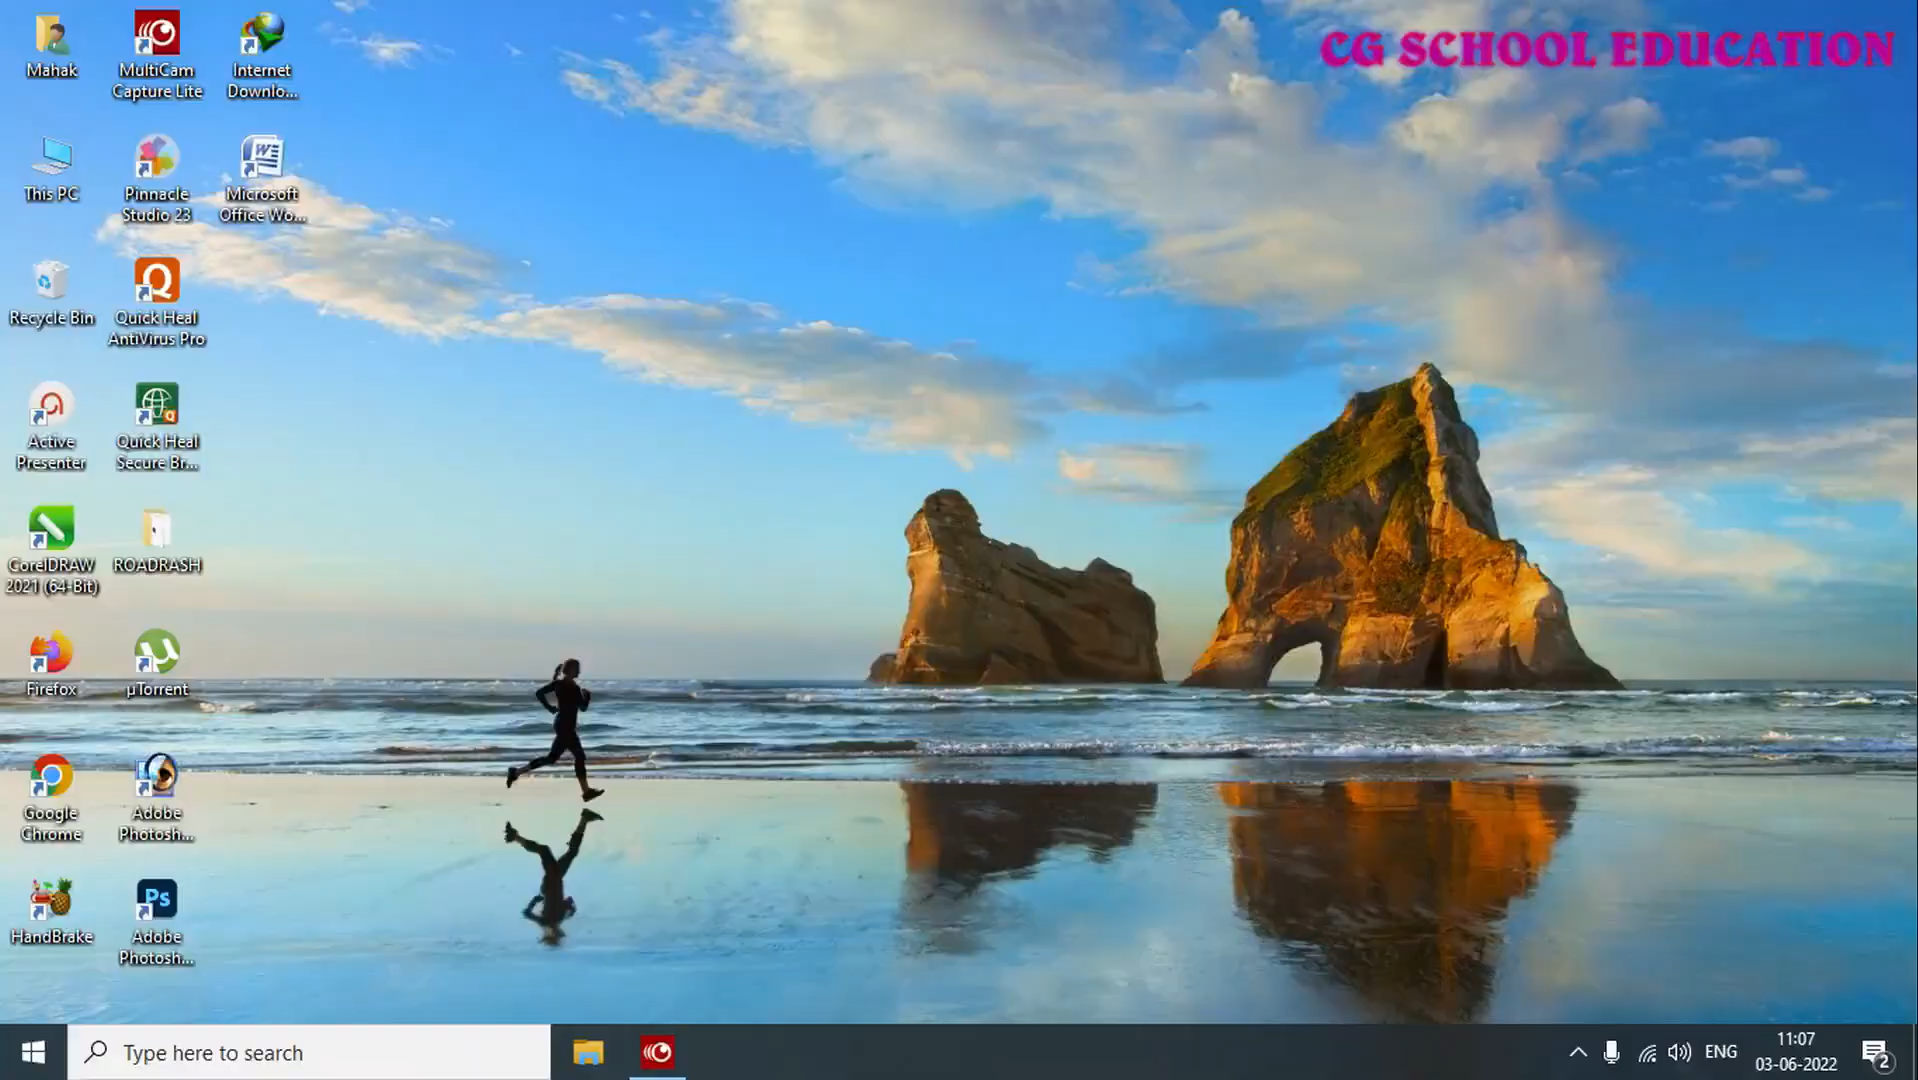 CG SCHOOL EDUCATION
Mahak
MultiCam
Capture Lite
Internet
Downlo...
This PC
Pinnacle
Studio 23
Microsoft
Office Wo...
Recycle Bin
Quick Heal
AntiVirus Pro
Active
Presenter
Quick Heal
Secure Br...
CorelDRAW
2021 (64-Bit)
ROADRASH
Firefox
µTorrent
Google
Chrome
Adobe
Photosh...
HandBrake
Ps
Adobe
Photosh...
Type here to search
ENG
11:07
03-06-2022
2